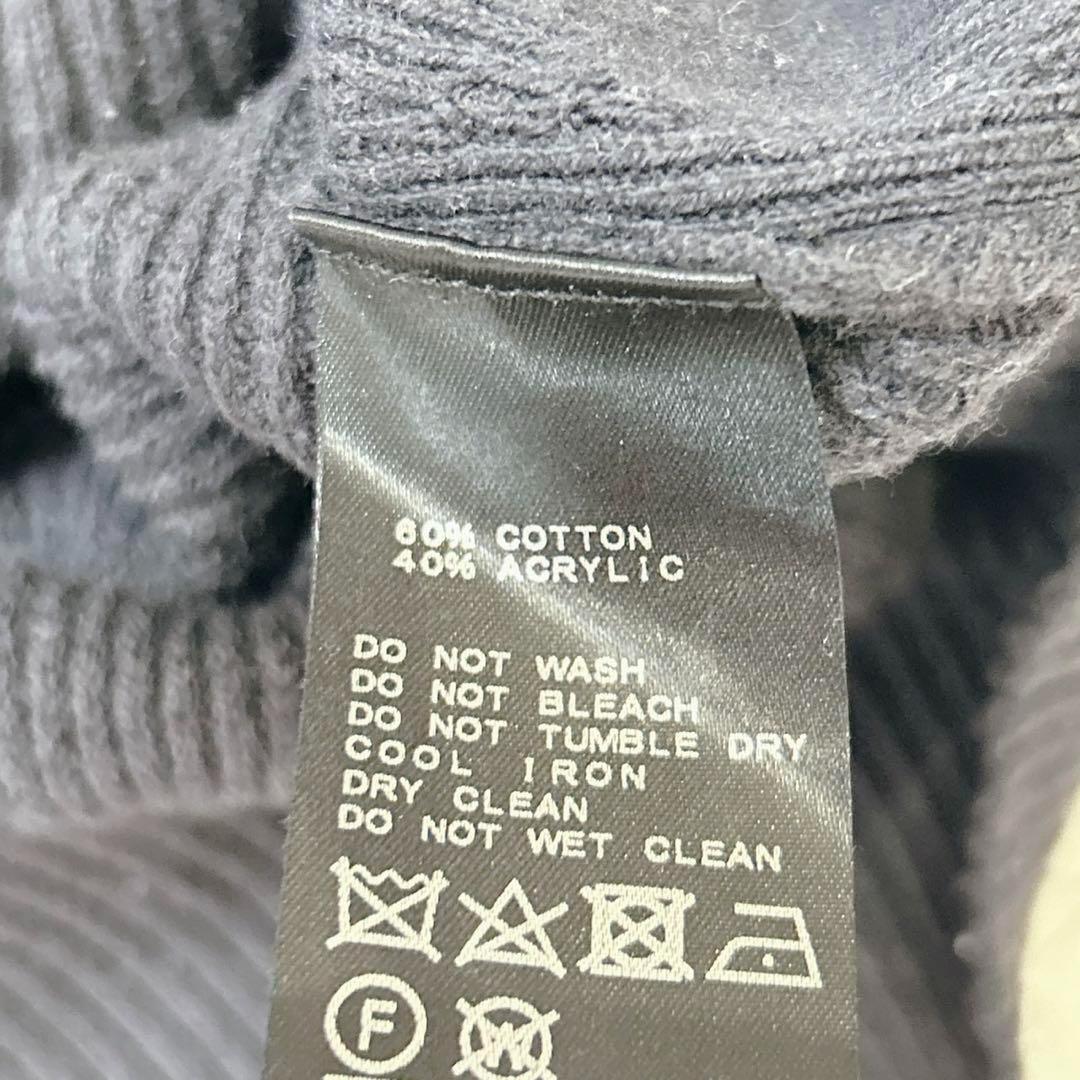 60% COTTON
40% ACRYLIC
DO NOT WASH
DO NOT BLEACH
DO NOT TUMBLE DRY
COOL IRON
DRY CLEAN
DO NOT WET CLEAN
F W